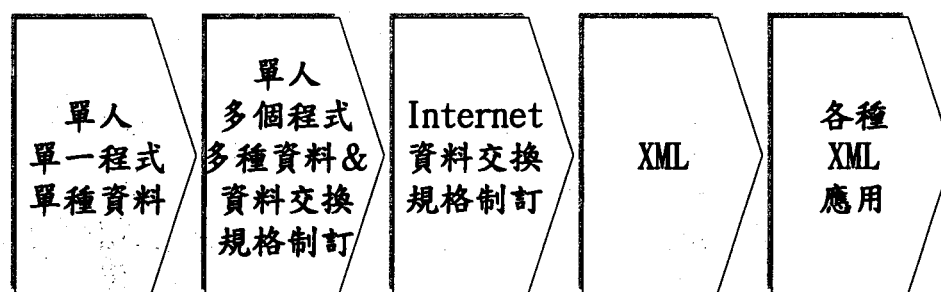 單人
單一程式
單種資料
單人
多個程式
多種資料&
資料交換
規格制訂
Internet
資料交換
規格制訂
XML
各種
XML
應用